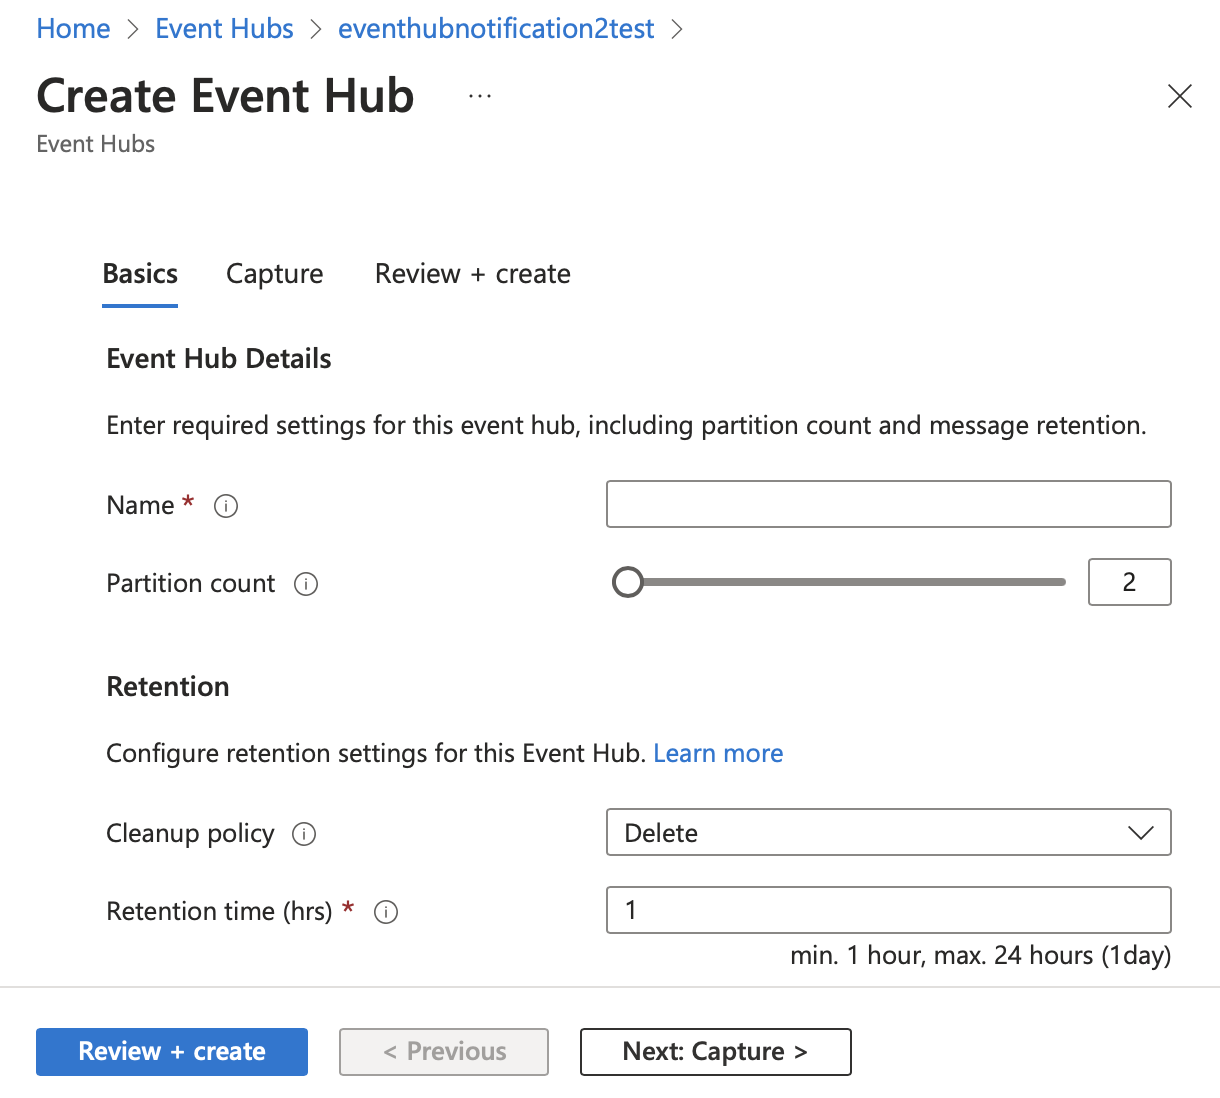 Home > Event Hubs > eventhubnotification2test >
Create Event Hub ...
Event Hubs
Basics Capture Review + create
Event Hub Details
Enter required settings for this event hub, including partition count and message retention.
Name *
Partition count 2
Retention
Configure retention settings for this Event Hub. Learn more
Cleanup policy Delete
Retention time (hrs) * 1
min. 1 hour, max. 24 hours (1day)
Review + create < Previous Next: Capture >